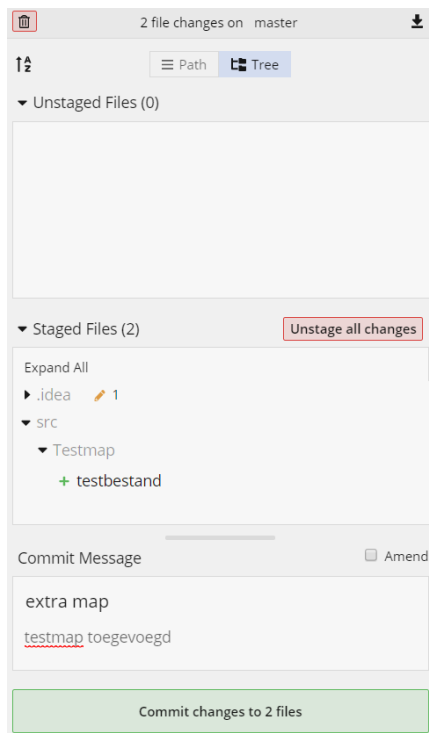 2 file changes on master
Path Tree
Unstaged Files (0)
Staged Files (2) Unstage all changes
Expand All
.idea 1
src
Testmap
+ testbestand
Commit Message Amend
extra map
testmap toegevoegd
Commit changes to 2 files